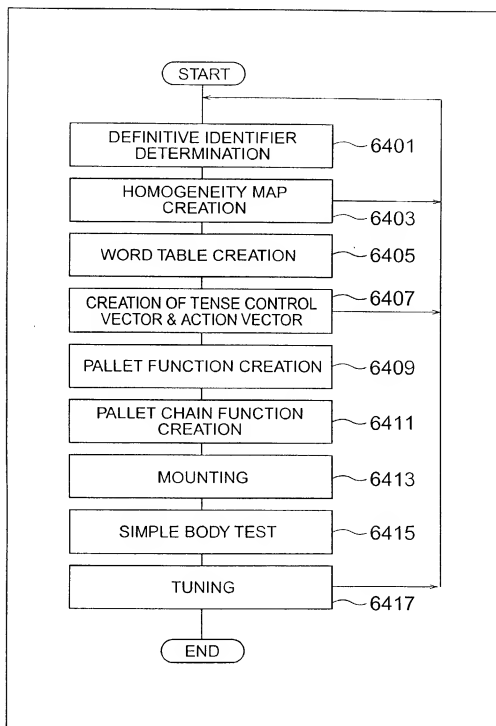 START
DEFINITIVE IDENTIFIER
DETERMINATION
6401
HOMOGENEITY MAP
CREATION
6403
WORD TABLE CREATION
6405
CREATION OF TENSE CONTROL
VECTOR & ACTION VECTOR
6407
PALLET FUNCTION CREATION
6409
PALLET CHAIN FUNCTION
CREATION
6411
MOUNTING
6413
SIMPLE BODY TEST
6415
TUNING
6417
END